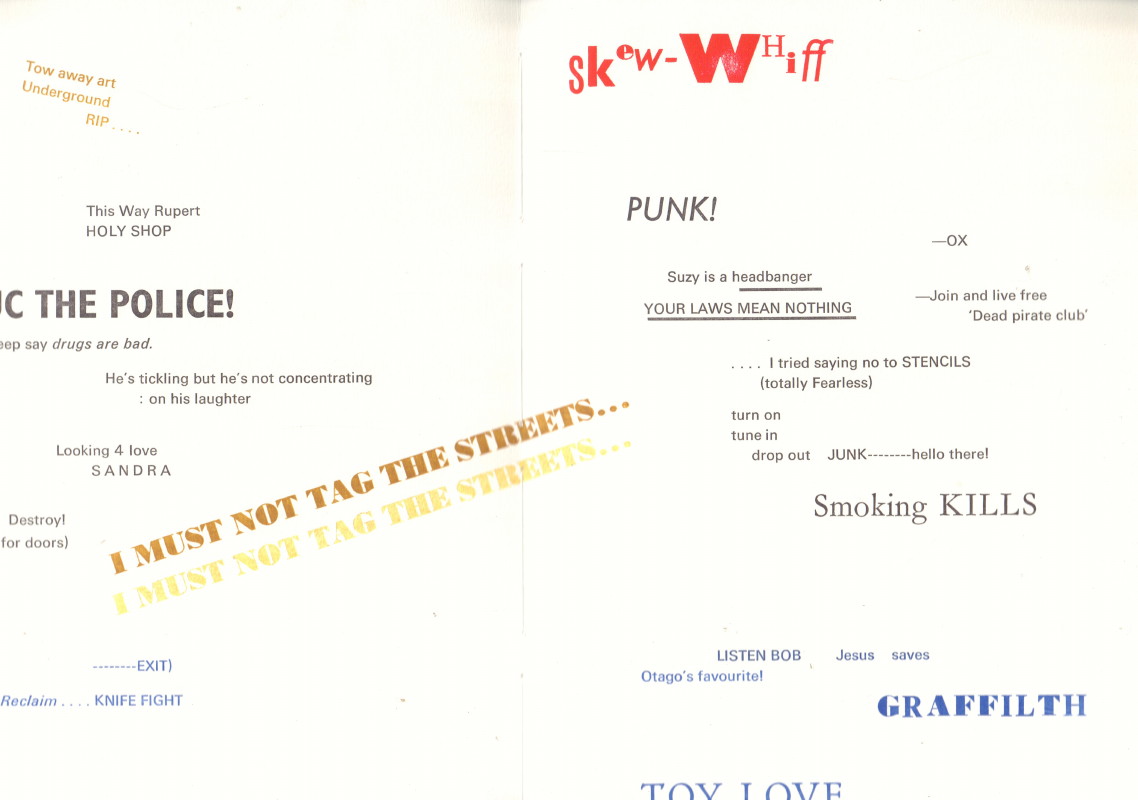 Tow away art
Underground
RIP . . . .
This Way Rupert
HOLY SHOP
THE POLICE!
say drugs are bad.
He's tickling but he's not concentrating
: on his laughter
Looking 4 love
SANDRA
Destroy!
for doors)
I MUST NOT TAG THE STREETS...
I MUST NOT TAG THE STREETS...
--------EXIT)
Reclaim . . . . KNIFE FIGHT
skew-WHiff
PUNK!
—OX
Suzy is a headbanger
YOUR LAWS MEAN NOTHING
—Join and live free
'Dead pirate club'
. . . . I tried saying no to STENCILS
(totally Fearless)
turn on
tune in
drop out JUNK--------hello there!
Smoking KILLS
LISTEN BOB Jesus saves
Otago's favourite!
GRAFFILTH
TOY LOVE